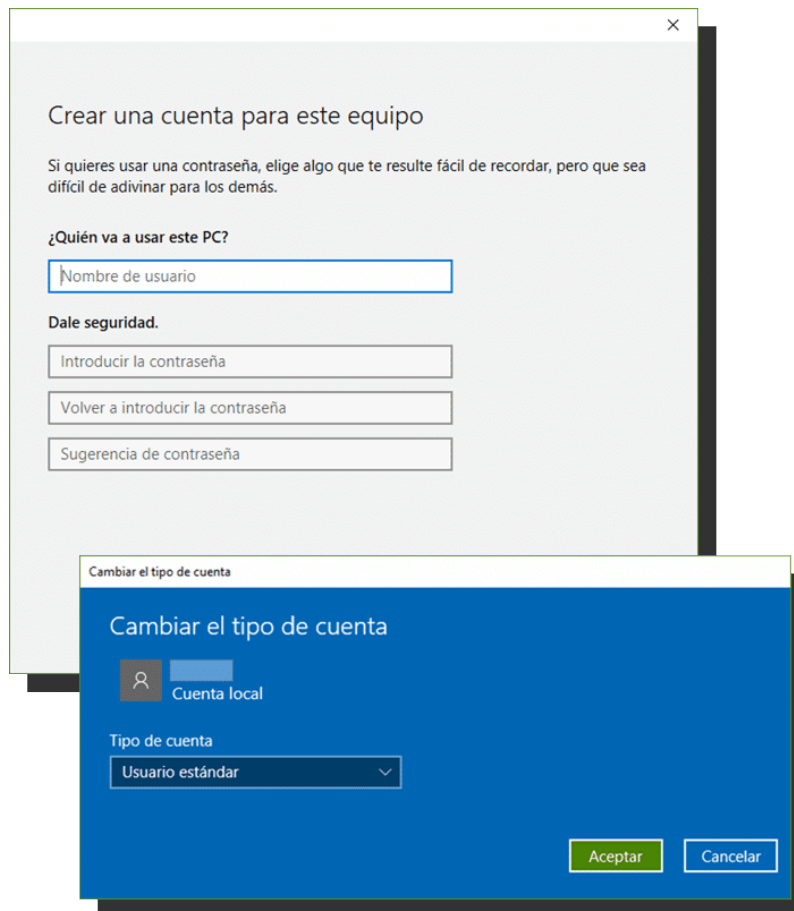 Crear una cuenta para este equipo
Si quieres usar una contraseña, elige algo que te resulte fácil de recordar, pero que sea
difícil de adivinar para los demás.
¿Quién va a usar este PC?
Nombre de usuario
Dale seguridad.
Introducir la contraseña
Volver a introducir la contraseña
Sugerencia de contraseña
Cambiar el tipo de cuenta
Cambiar el tipo de cuenta
Cuenta local
Tipo de cuenta
Usuario estándar
Aceptar Cancelar